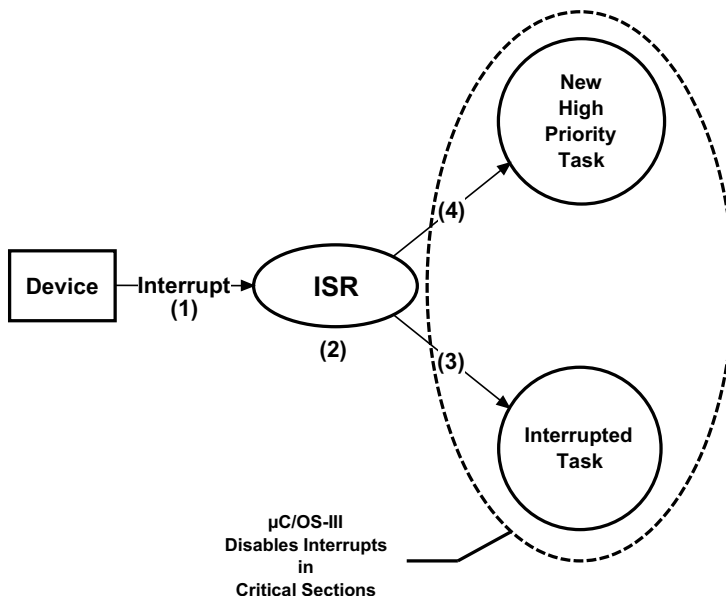 New
High
Priority
Task
(4)
Device
Interrupt
(1)
ISR
(2)
(3)
Interrupted
Task
µC/OS-III
Disables Interrupts
in
Critical Sections